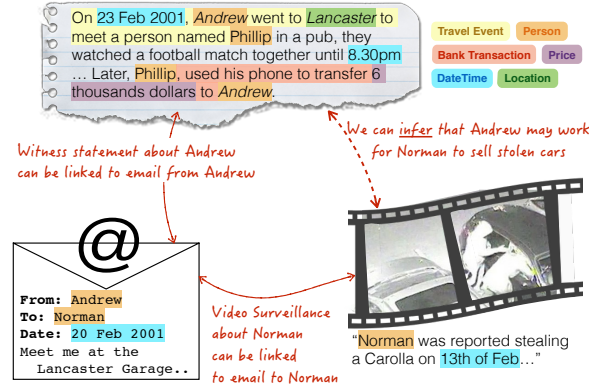 On 23 Feb 2001, Andrew went to Lancaster to
meet a person named Phillip in a pub, they
watched a football match together until 8.30pm
… Later, Phillip, used his phone to transfer 6
thousands dollars to Andrew.
Travel Event Person
Bank Transaction Price
DateTime Location
Witness statement about Andrew
can be linked to email from Andrew
We can infer that Andrew may work
for Norman to sell stolen cars
@
From: Andrew
To: Norman
Date: 20 Feb 2001
Meet me at the
Lancaster Garage..
Video Surveillance
about Norman
can be linked
to email to Norman
“Norman was reported stealing
a Carolla on 13th of Feb…”